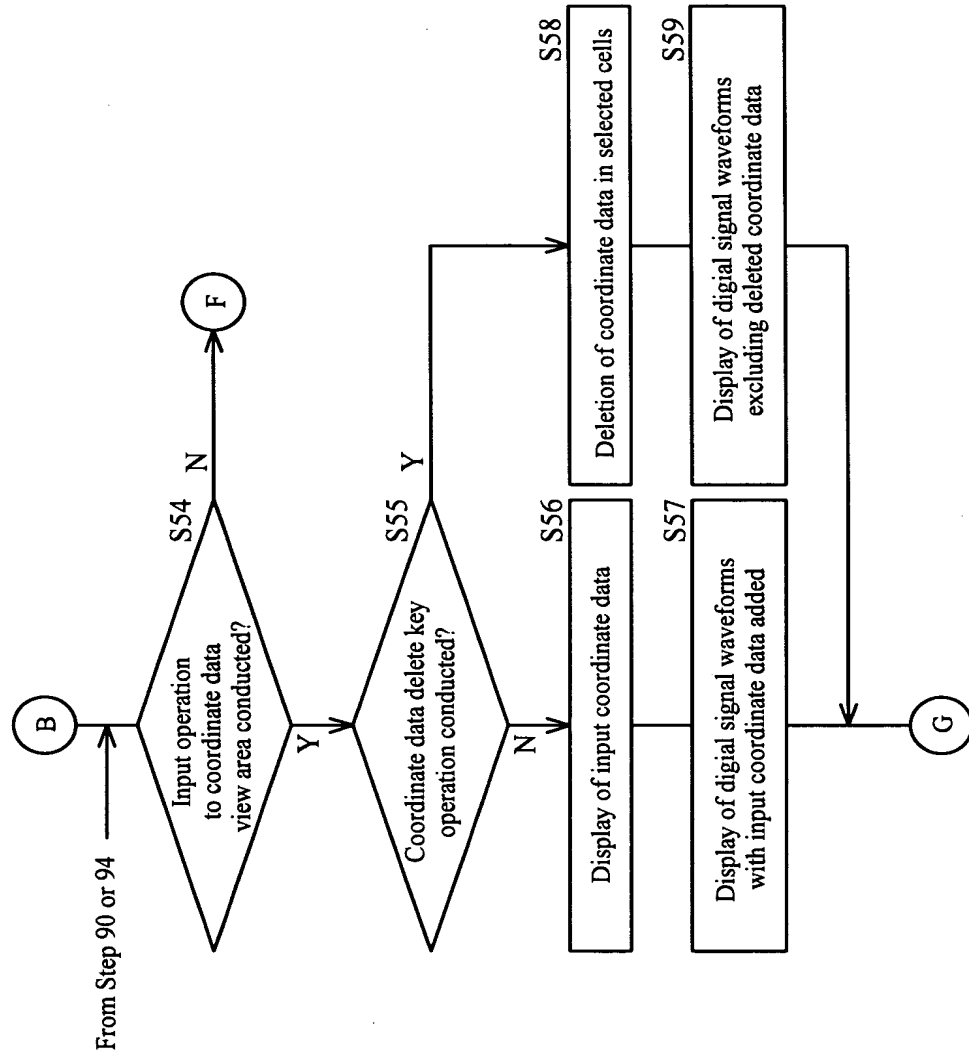 B
From Step 90 or 94
S54
Input operation
to coordinate data
view area conducted?
N
F
Y
S55
Coordinate data delete key
operation conducted?
Y
N
S56
Display of input coordinate data
S58
Deletion of coordinate data in selected cells
S57
Display of digial signal waveforms
with input coordinate data added
S59
Display of digial signal waveforms
excluding deleted coordinate data
G